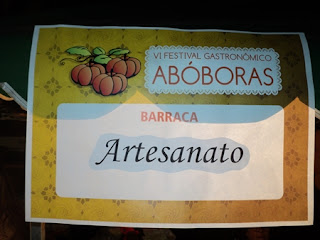 VI FESTIVAL GASTRONÔMICO
ABÓBORAS
BARRACA
Artesanato